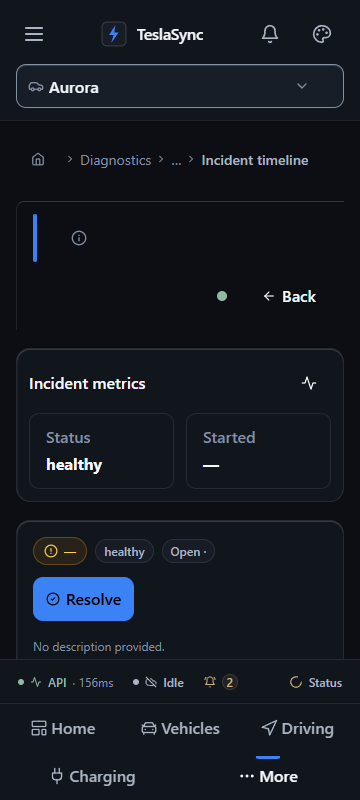 TeslaSync
Aurora
Diagnostics > ... > Incident timeline
← Back
Incident metrics
Status
healthy
Started
—
— healthy Open ·
Resolve
No description provided.
API · 156ms Idle 2 Status
Home Vehicles Driving
Charging ··· More